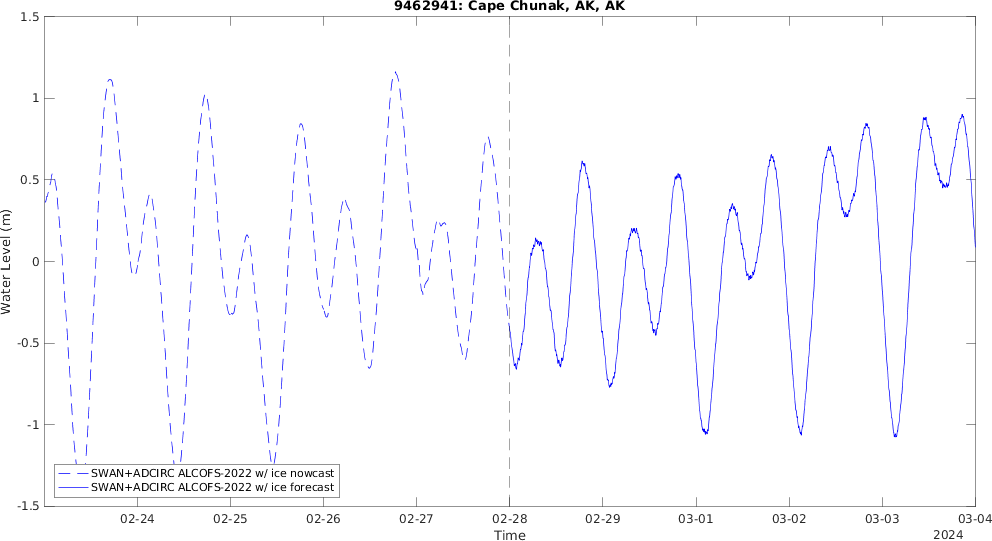 9462941: Cape Chunak, AK, AK
Water Level (m)
1.5
1
0.5
0
-0.5
-1
-1.5
SWAN+ADCIRC ALCOFS-2022 w/ ice nowcast
SWAN+ADCIRC ALCOFS-2022 w/ ice forecast
02-24 02-25 02-26 02-27 02-28 02-29 03-01 03-02 03-03 03-04
Time
2024